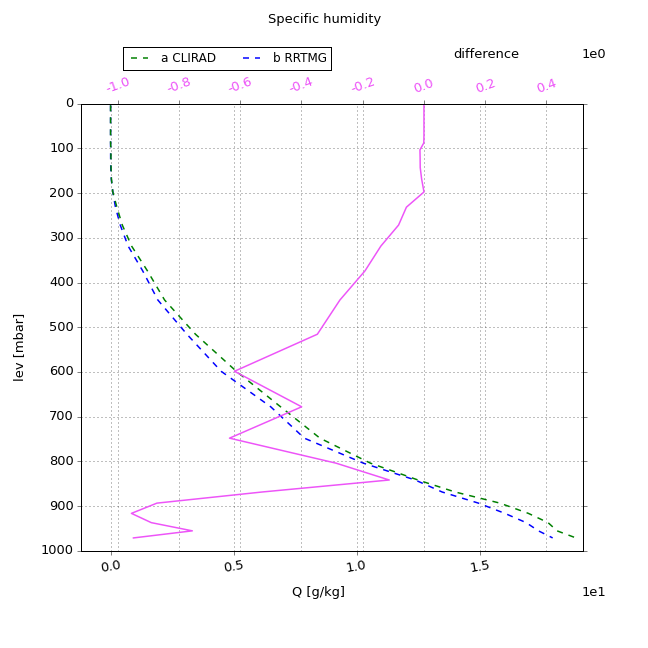 Specific humidity
a CLIRAD b RRTMG
difference 1e0
-1.0 -0.8 -0.6 -0.4 -0.2 0.0 0.2 0.4
0
100
200
300
400
500
600
700
800
900
1000
lev [mbar]
0.0 0.5 1.0 1.5
Q [g/kg] 1e1